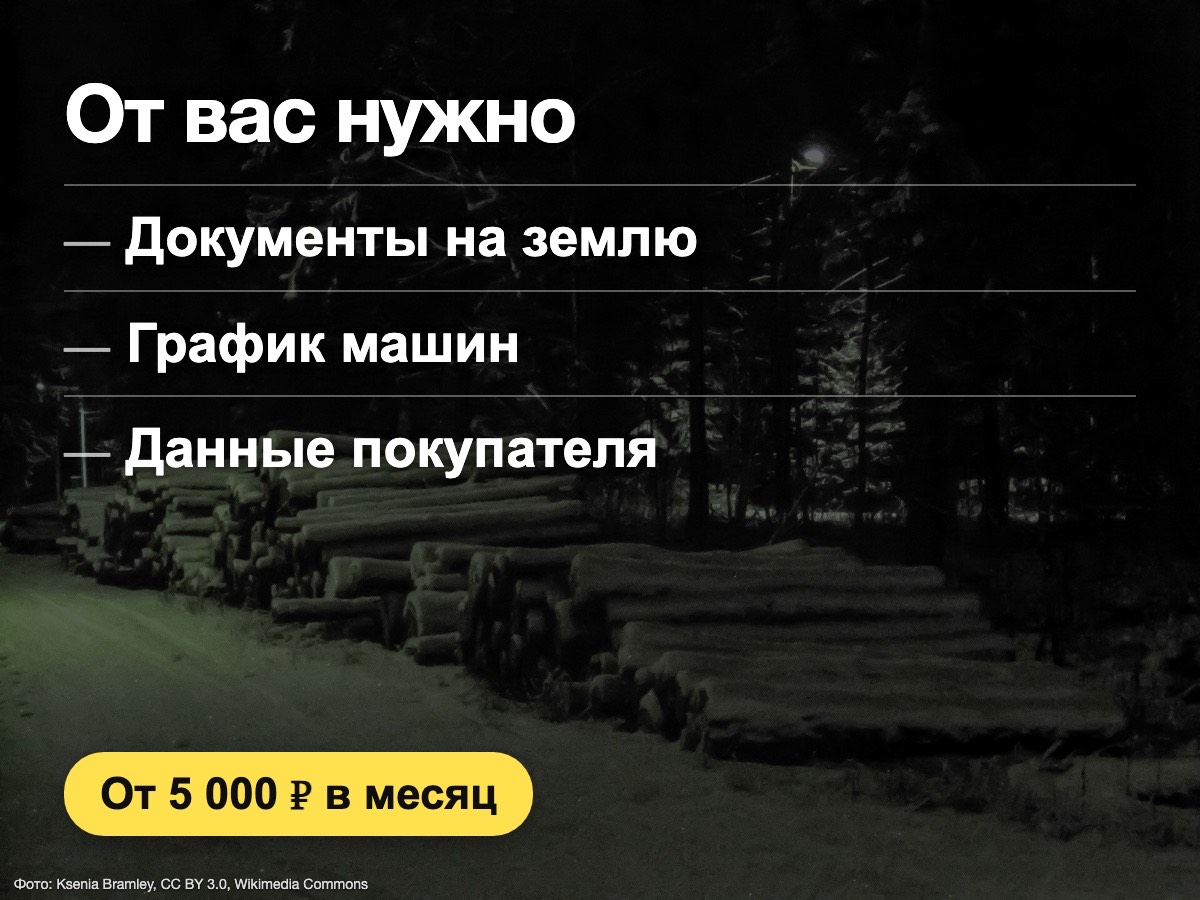 От вас нужно
— Документы на землю
— График машин
— Данные покупателя
От 5 000 ₽ в месяц
Фото: Ksenia Bramley, CC BY 3.0, Wikimedia Commons